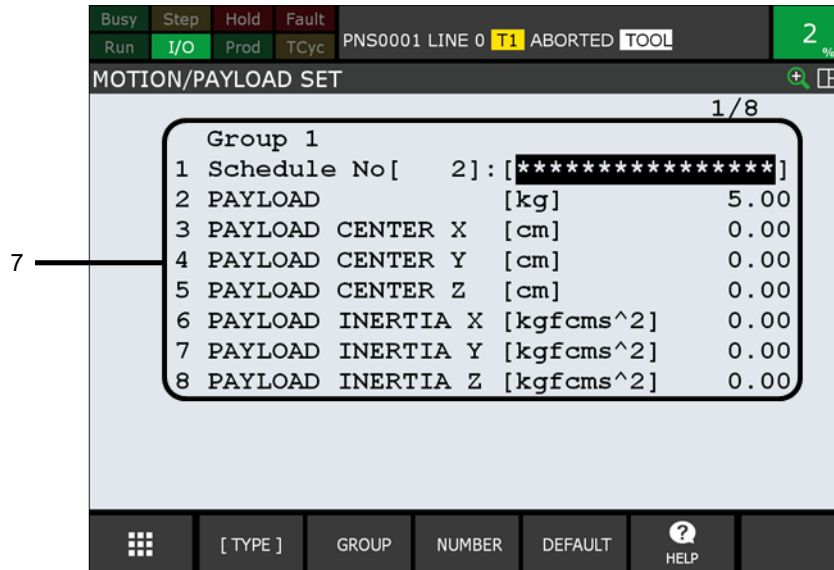 Busy Step Hold Fault
Run I/O Prod TCyc PNS0001 LINE 0 T1 ABORTED TOOL 2 %
MOTION/PAYLOAD SET
1/8
Group 1
1 Schedule No[ 2]:[****************]
2 PAYLOAD [kg] 5.00
3 PAYLOAD CENTER X [cm] 0.00
4 PAYLOAD CENTER Y [cm] 0.00
5 PAYLOAD CENTER Z [cm] 0.00
6 PAYLOAD INERTIA X [kgfcms^2] 0.00
7 PAYLOAD INERTIA Y [kgfcms^2] 0.00
8 PAYLOAD INERTIA Z [kgfcms^2] 0.00
7
[ TYPE ] GROUP NUMBER DEFAULT ? HELP